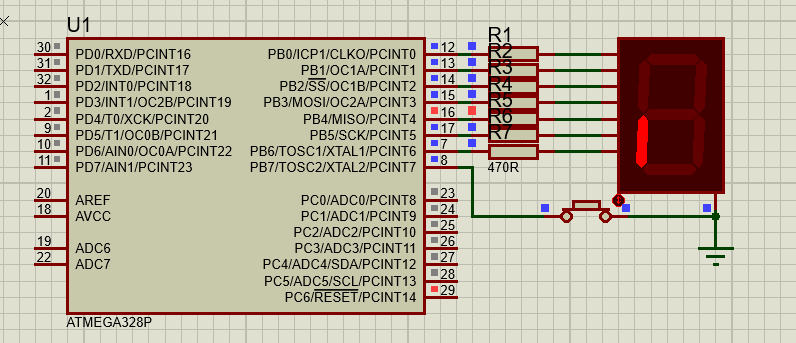 U1
30 PD0/RXD/PCINT16
31 PD1/TXD/PCINT17
32 PD2/INT0/PCINT18
1 PD3/INT1/OC2B/PCINT19
2 PD4/T0/XCK/PCINT20
9 PD5/T1/OC0B/PCINT21
10 PD6/AIN0/OC0A/PCINT22
11 PD7/AIN1/PCINT23
20 AREF
18 AVCC
19 ADC6
22 ADC7
PB0/ICP1/CLKO/PCINT0 12
PB1/OC1A/PCINT1 13
PB2/SS/OC1B/PCINT2 14
PB3/MOSI/OC2A/PCINT3 15
PB4/MISO/PCINT4 16
PB5/SCK/PCINT5 17
PB6/TOSC1/XTAL1/PCINT6 7
PB7/TOSC2/XTAL2/PCINT7 8
PC0/ADC0/PCINT8 23
PC1/ADC1/PCINT9 24
PC2/ADC2/PCINT10 25
PC3/ADC3/PCINT11 26
PC4/ADC4/SDA/PCINT12 27
PC5/ADC5/SCL/PCINT13 28
PC6/RESET/PCINT14 29
ATMEGA328P
R1
R2
R3
R4
R5
R6
R7
470R